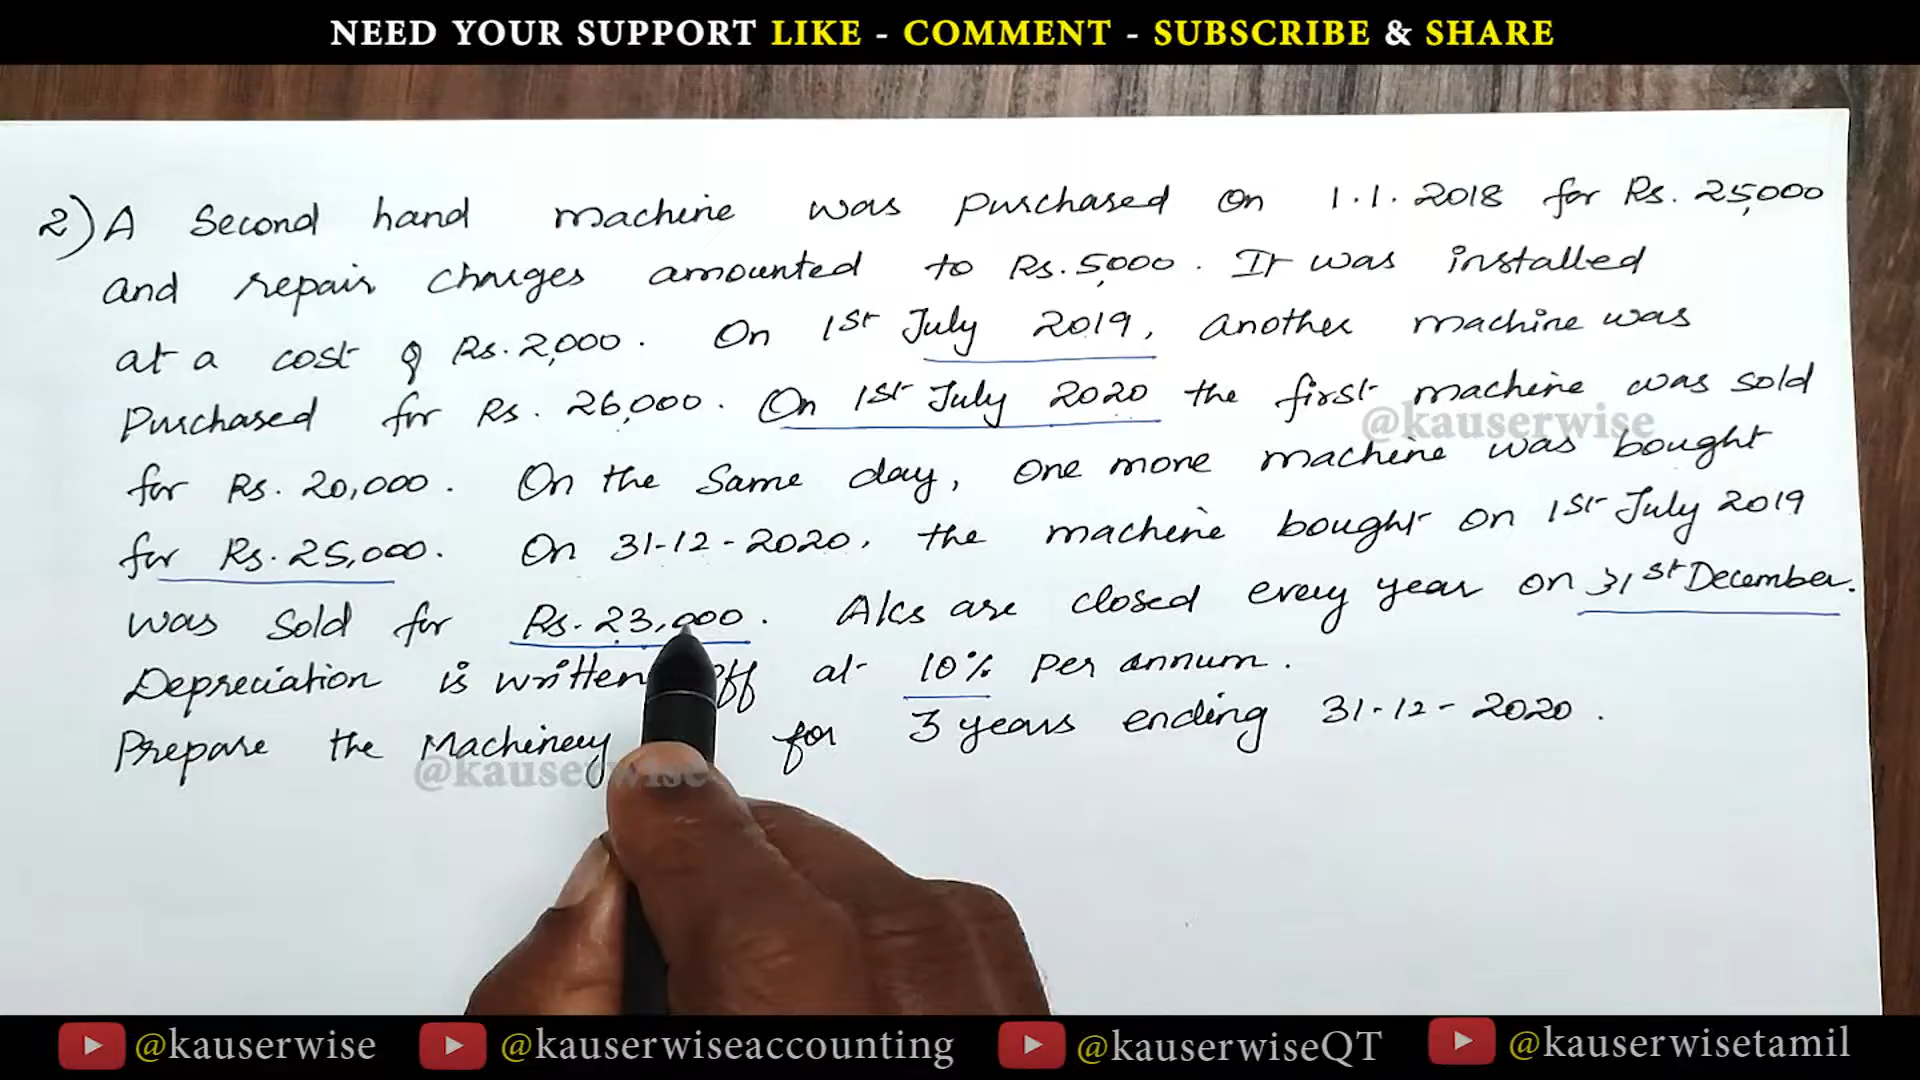 NEED YOUR SUPPORT LIKE - COMMENT - SUBSCRIBE & SHARE
2) A Second hand machine was purchased on 1.1.2018 for Rs. 25,000
and repair charges amounted to Rs. 5,000. It was installed
at a cost of Rs. 2,000. On 1st July 2019, another machine was
purchased for Rs. 26,000. On 1st July 2020 the first machine was sold
@kauserwise
for Rs. 20,000. On the same day, one more machine was bought
for Rs. 25,000. On 31-12-2020, the machine bought on 1st July 2019
was sold for Rs. 23,000. A/cs are closed every year on 31st December.
Depreciation is written off at 10% per annum.
Prepare the Machinery for 3 years ending 31-12-2020.
@kauserwise
@kauserwise @kauserwiseaccounting @kauserwiseQT @kauserwisetamil